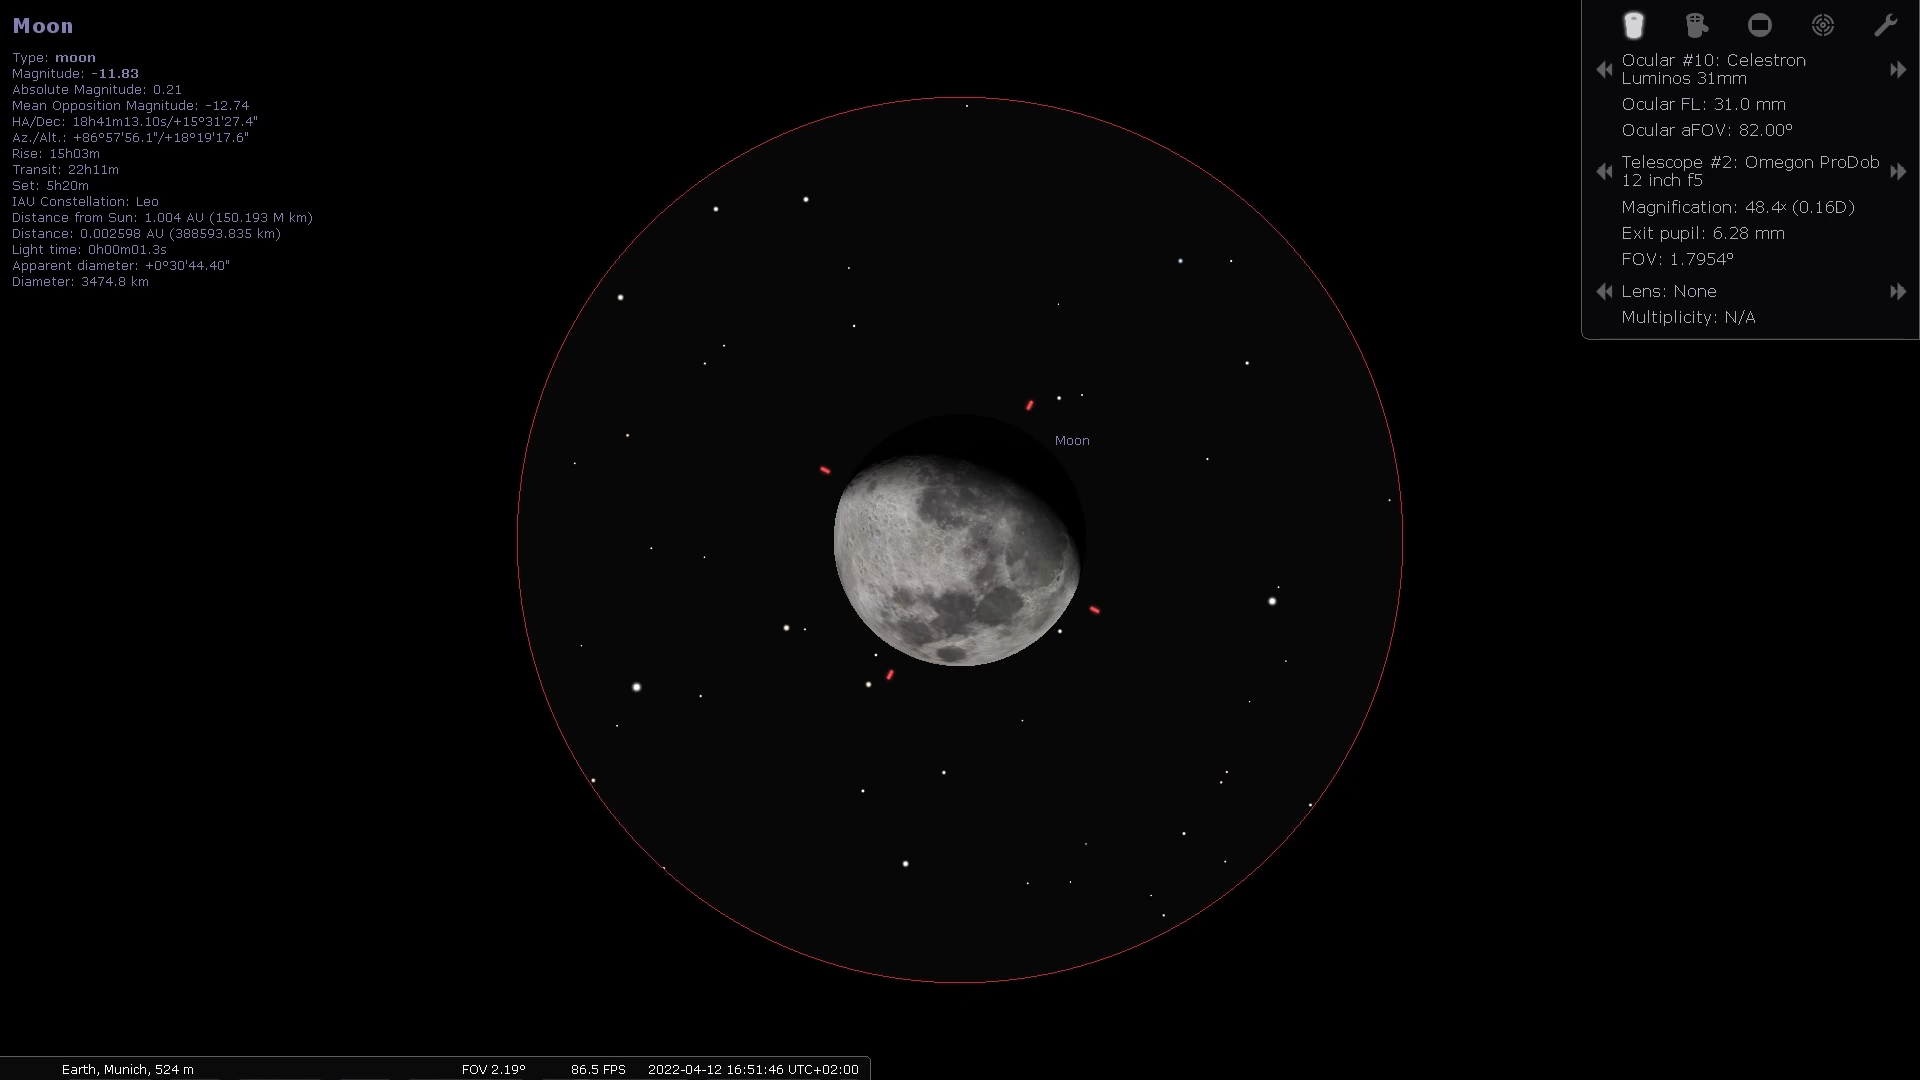 Moon
Type: moon
Magnitude: -11.83
Absolute Magnitude: 0.21
Mean Opposition Magnitude: -12.74
HA/Dec: 18h41m13.10s/+15°31'27.4"
Az./Alt.: +86°57'56.1"/+18°19'17.6"
Rise: 15h03m
Transit: 22h11m
Set: 5h20m
IAU Constellation: Leo
Distance from Sun: 1.004 AU (150.193 M km)
Distance: 0.002598 AU (388593.835 km)
Light time: 0h00m01.3s
Apparent diameter: +0°30'44.40"
Diameter: 3474.8 km
Ocular #10: Celestron
Luminos 31mm
Ocular FL: 31.0 mm
Ocular aFOV: 82.00°
Telescope #2: Omegon ProDob
12 inch f5
Magnification: 48.4× (0.16D)
Exit pupil: 6.28 mm
FOV: 1.7954°
Lens: None
Multiplicity: N/A
Moon
Earth, Munich, 524 m FOV 2.19° 86.5 FPS 2022-04-12 16:51:46 UTC+02:00